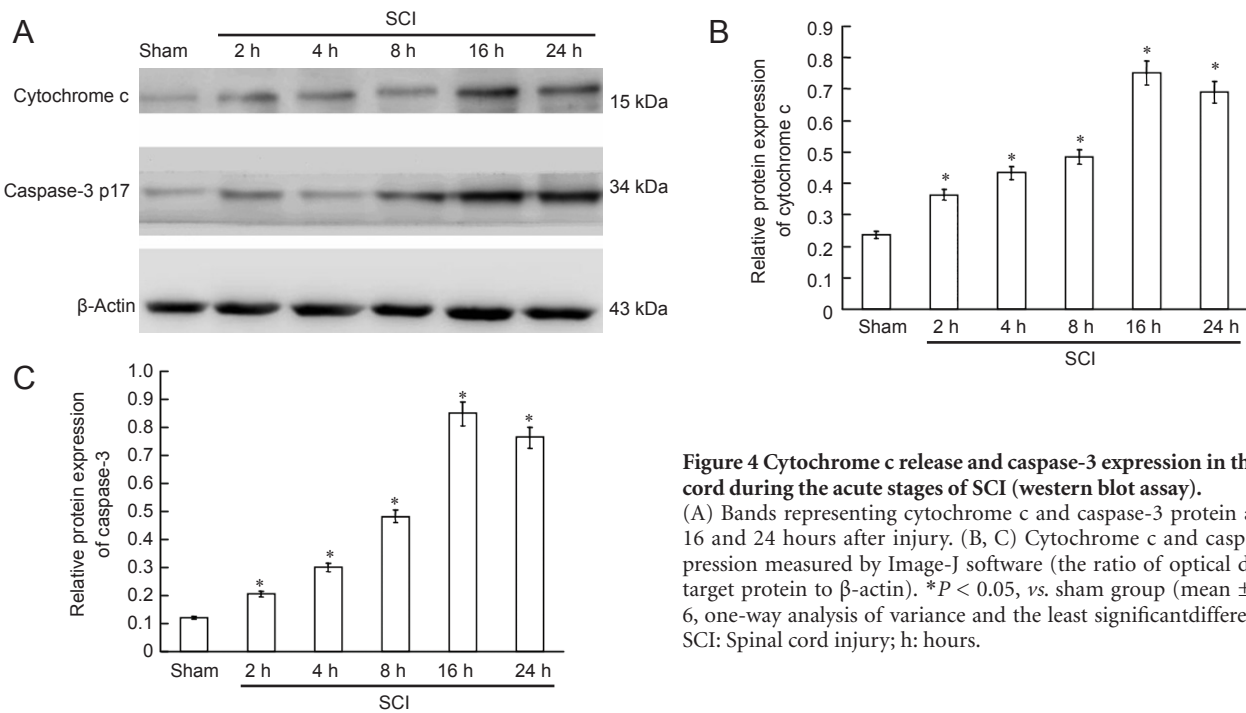 A
SCI
Sham 2 h 4 h 8 h 16 h 24 h
Cytochrome c 15 kDa
Caspase-3 p17 34 kDa
β-Actin 43 kDa
B
Relative protein expression
of cytochrome c
0.9
0.8
0.7
0.6
0.5
0.4
0.3
0.2
0.1
0
* * * * *
Sham 2 h 4 h 8 h 16 h 24 h
SCI
C
Relative protein expression
of caspase-3
1.0
0.9
0.8
0.7
0.6
0.5
0.4
0.3
0.2
0.1
0
* * * * *
Sham 2 h 4 h 8 h 16 h 24 h
SCI
Figure 4 Cytochrome c release and caspase-3 expression in
cord during the acute stages of SCI (western blot assay).
(A) Bands representing cytochrome c and caspase-3 protein
16 and 24 hours after injury. (B, C) Cytochrome c and
pression measured by Image-J software (the ratio of optical
target protein to β-actin). *P < 0.05, vs. sham group (mean ±
6, one-way analysis of variance and the least
SCI: Spinal cord injury; h: hours.